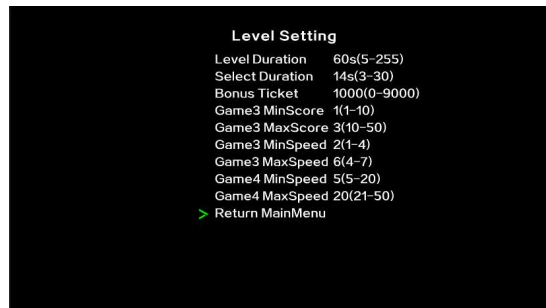 Level Setting
Level Duration 60s(5-255)
Select Duration 14s(3-30)
Bonus Ticket 1000(0-9000)
Game3 MinScore 1(1-10)
Game3 MaxScore 3(10-50)
Game3 MinSpeed 2(1-4)
Game3 MaxSpeed 6(4-7)
Game4 MinSpeed 5(5-20)
Game4 MaxSpeed 20(21-50)
> Return MainMenu